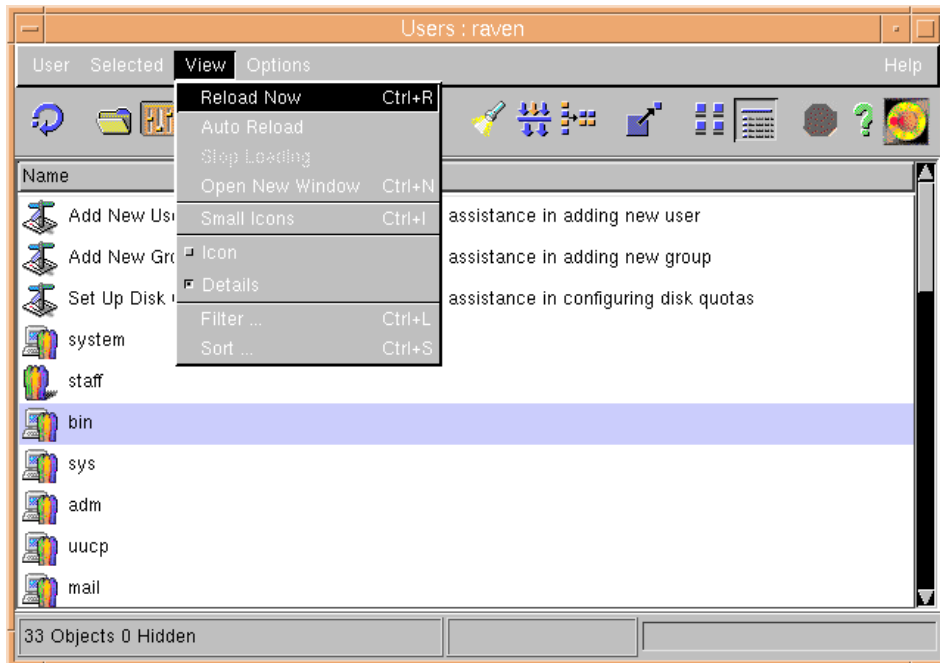 Users : raven
User Selected View Options Help
Reload Now Ctrl+R
Auto Reload
Stop Loading
Open New Window Ctrl+N
Small Icons Ctrl+I
Icon
Details
Filter ... Ctrl+L
Sort ... Ctrl+S
?
Name
Add New Use assistance in adding new user
Add New Gro assistance in adding new group
Set Up Disk assistance in configuring disk quotas
system
staff
bin
sys
adm
uucp
mail
33 Objects 0 Hidden